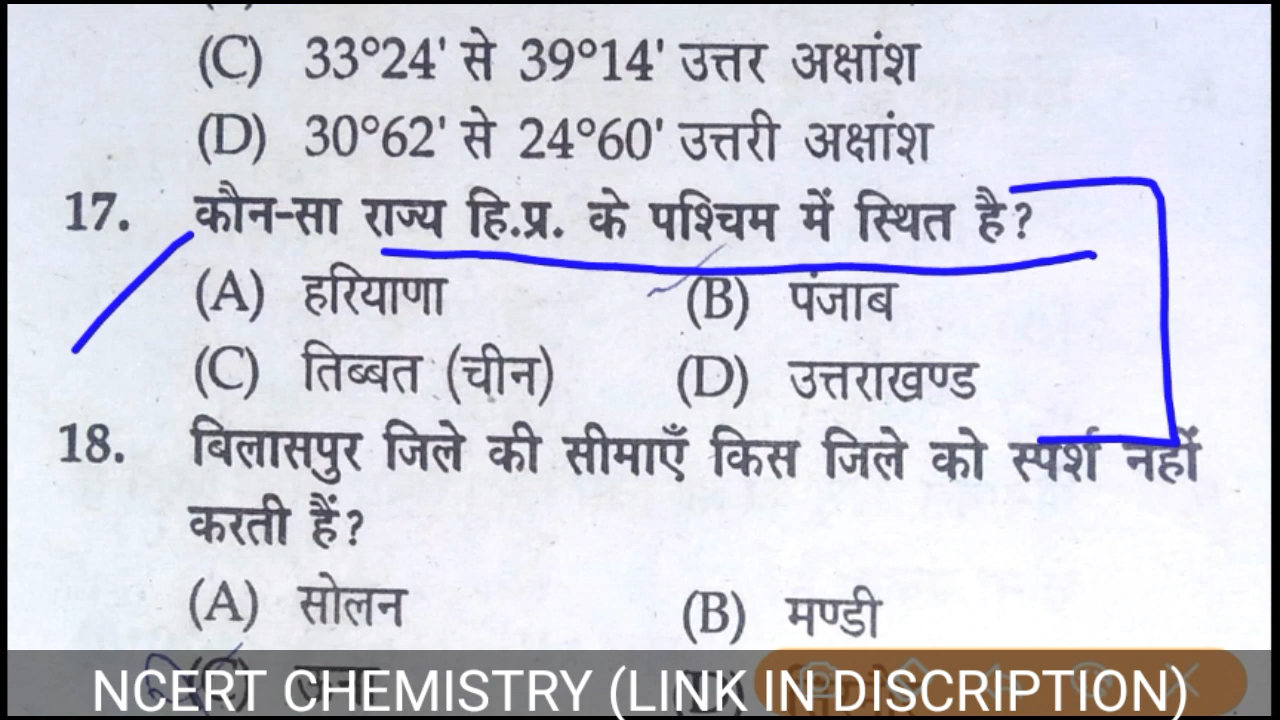 (C) 33°24' से 39°14' उत्तर अक्षांश
(D) 30°62' से 24°60' उत्तरी अक्षांश
17. कौन-सा राज्य हि.प्र. के पश्चिम में स्थित है?
(A) हरियाणा (B) पंजाब
(C) तिब्बत (चीन) (D) उत्तराखण्ड
18. बिलासपुर जिले की सीमाएँ किस जिले को स्पर्श नहीं
करती हैं?
(A) सोलन (B) मण्डी
(C) (D)
NCERT CHEMISTRY (LINK IN DISCRIPTION)